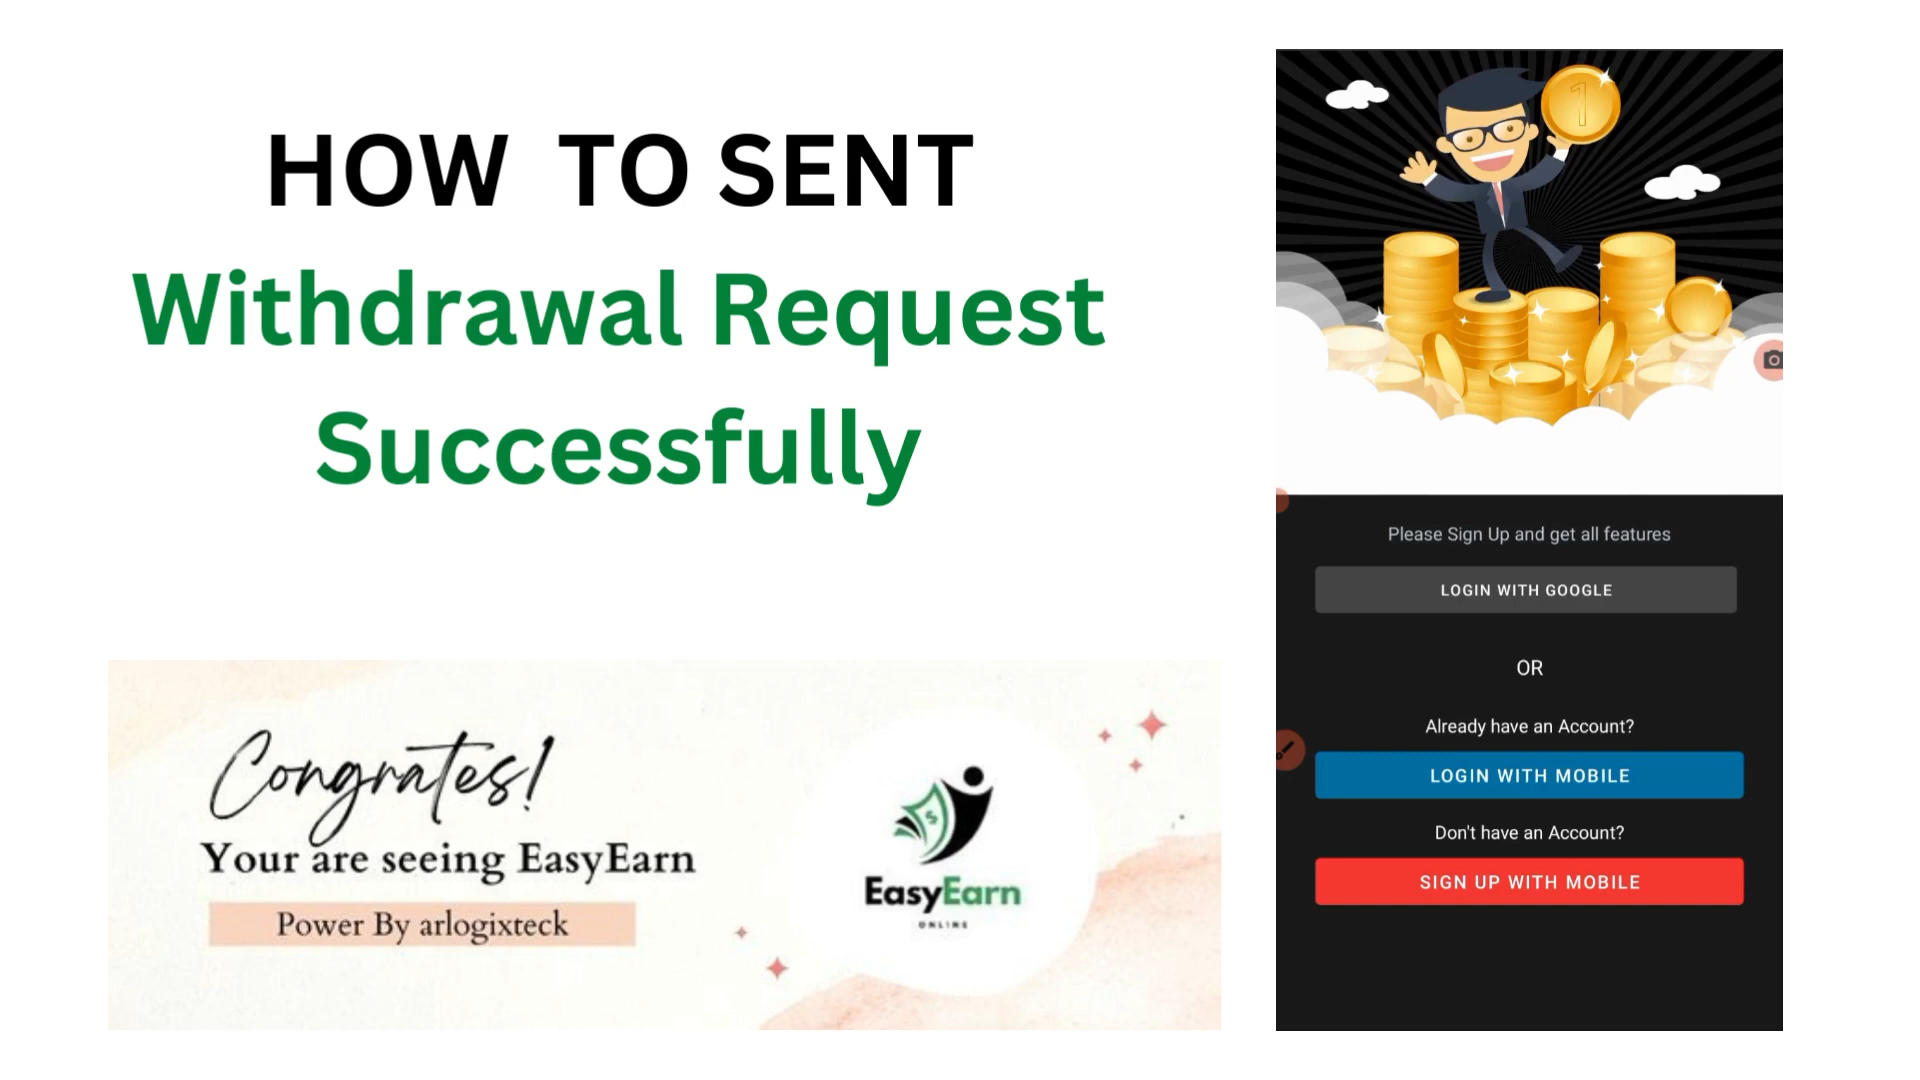 HOW TO SENT
Withdrawal Request
Successfully
Congrates!
Your are seeing EasyEarn
Power By arlogixteck
EasyEarn
ONLINE
1
Please Sign Up and get all features
LOGIN WITH GOOGLE
OR
Already have an Account?
LOGIN WITH MOBILE
Don't have an Account?
SIGN UP WITH MOBILE